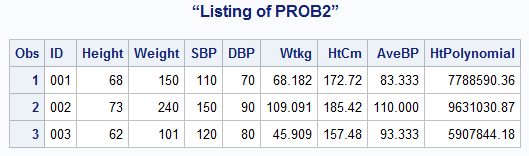 “Listing of PROB2”
Obs ID Height Weight SBP DBP Wtkg HtCm AveBP HtPolynomial
1 001 68 150 110 70 68.182 172.72 83.333 7788590.36
2 002 73 240 150 90 109.091 185.42 110.000 9631030.87
3 003 62 101 120 80 45.909 157.48 93.333 5907844.18